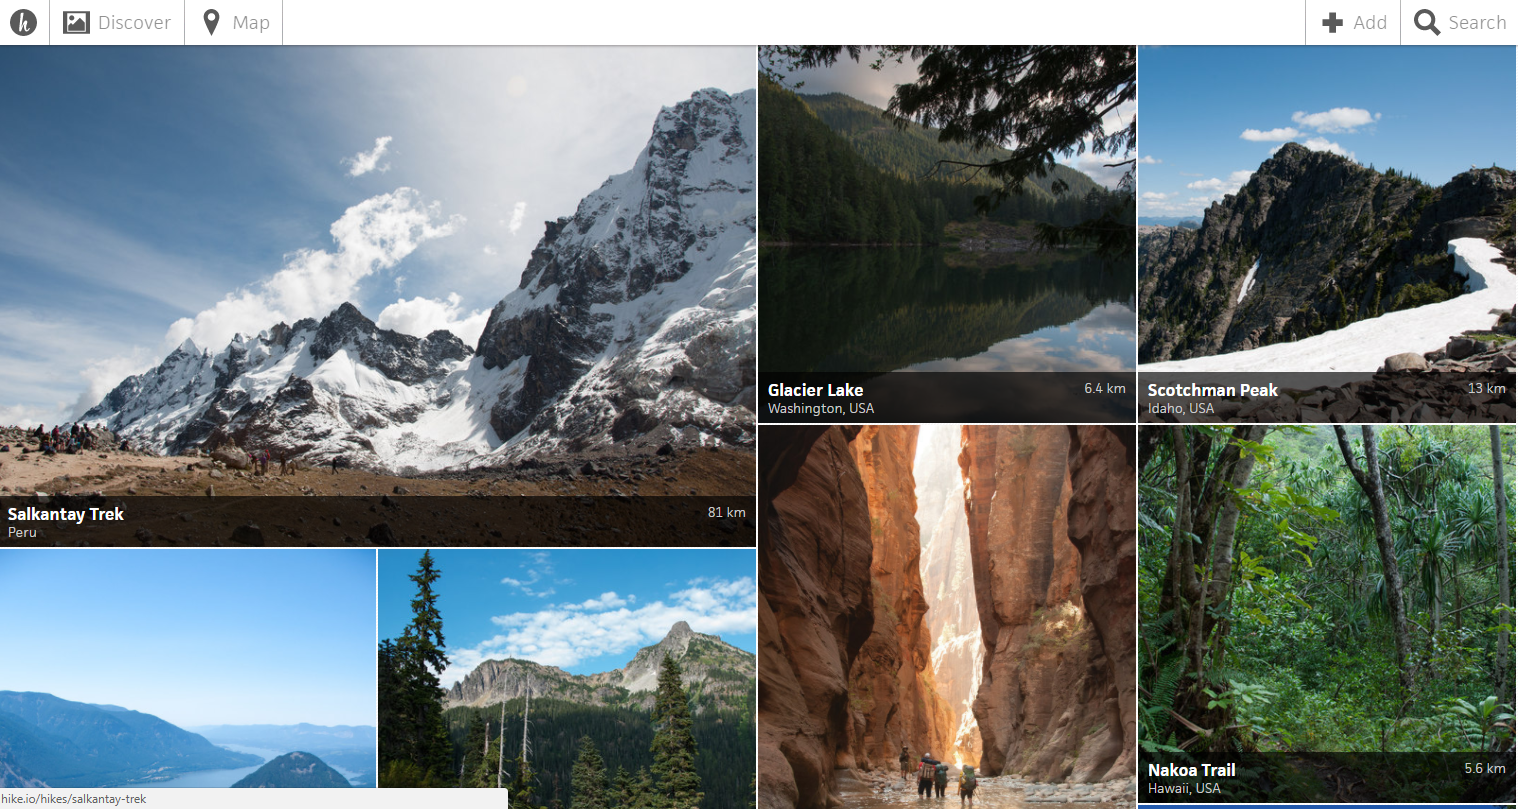 h
Discover
Map
Add
Search
Salkantay Trek
81 km
Peru
Glacier Lake
6.4 km
Washington, USA
Scotchman Peak
13 km
Idaho, USA
Nakoa Trail
5.6 km
Hawaii, USA
hike.io/hikes/salkantay-trek